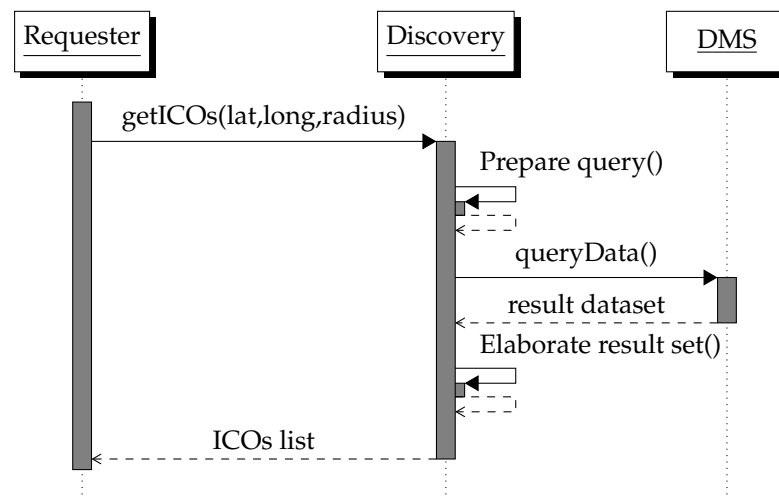 Requester
Discovery
DMS
getICOs(lat,long,radius)
Prepare query()
queryData()
result dataset
Elaborate result set()
ICOs list